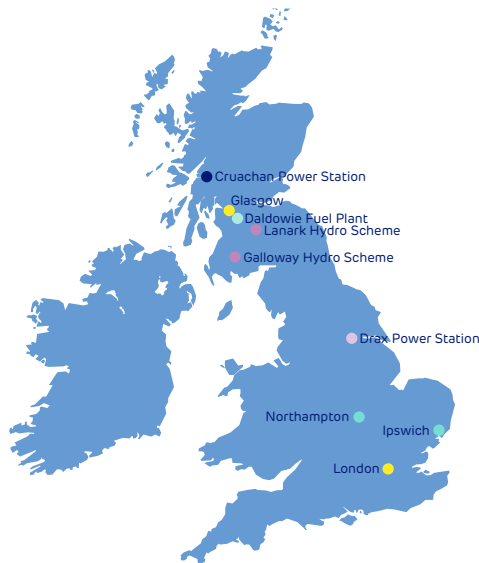 Cruachan Power Station
Glasgow
Daldowie Fuel Plant
Lanark Hydro Scheme
Galloway Hydro Scheme
Drax Power Station
Northampton
Ipswich
London